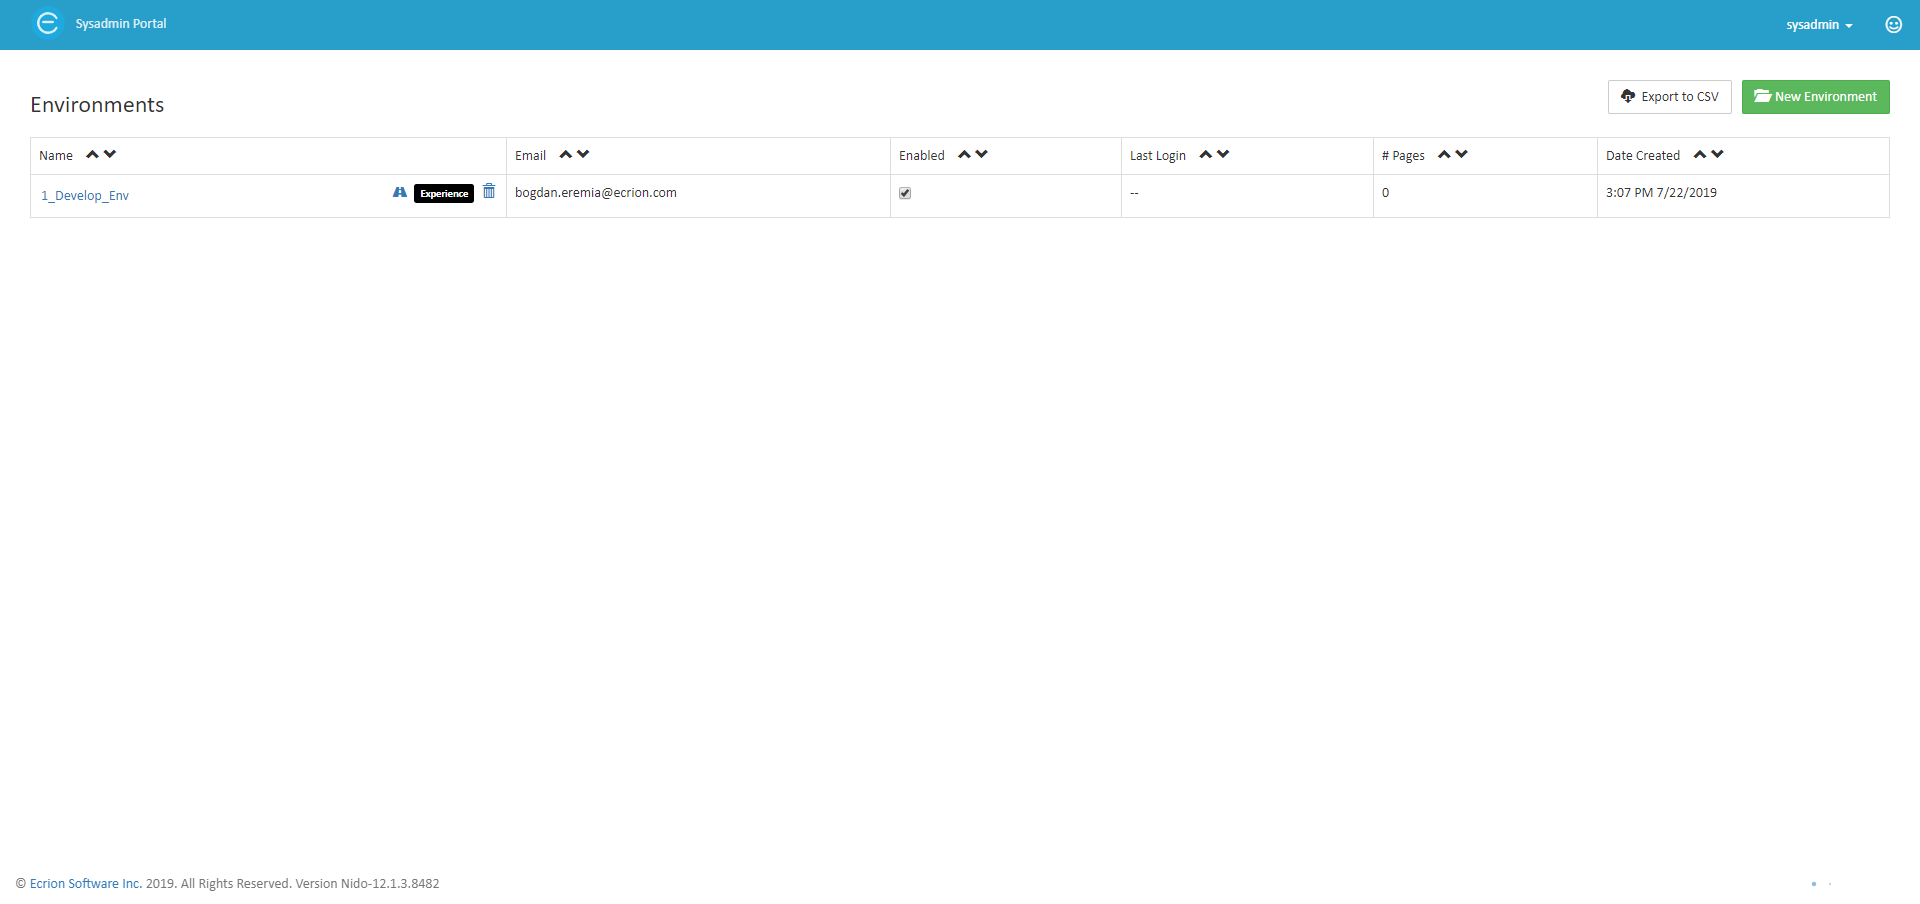 Sysadmin Portal
sysadmin
Environments
Export to CSV
New Environment
Name Email Enabled Last Login # Pages Date Created
1_Develop_Env Experience bogdan.eremia@ecrion.com -- 0 3:07 PM 7/22/2019
© Ecrion Software Inc. 2019. All Rights Reserved. Version Nido-12.1.3.8482